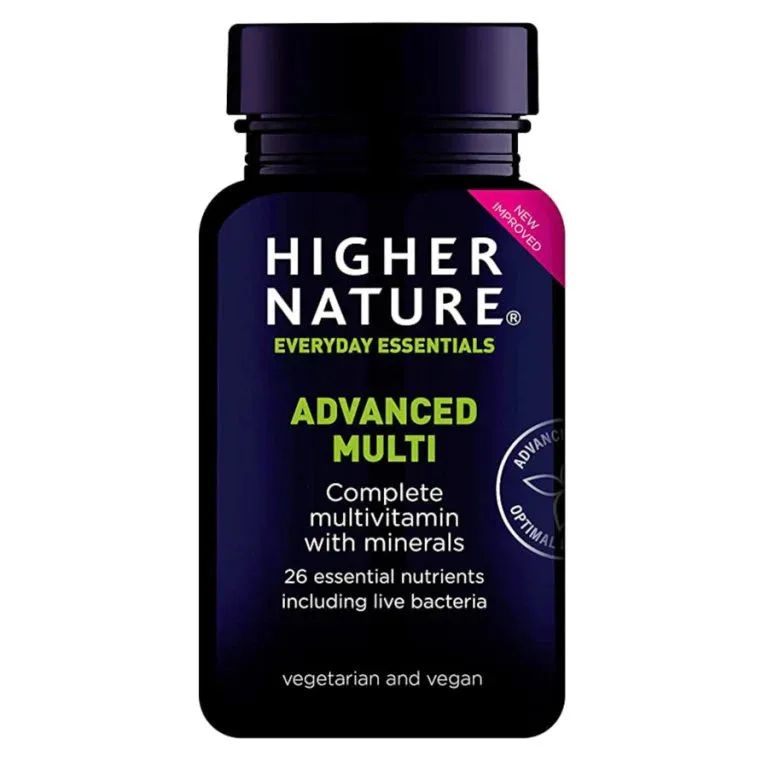 NEW
IMPROVED
HIGHER
NATURE®
EVERYDAY ESSENTIALS
ADVANCED
MULTI
Complete
multivitamin
with minerals
26 essential nutrients
including live bacteria
OPTIMAL
vegetarian and vegan